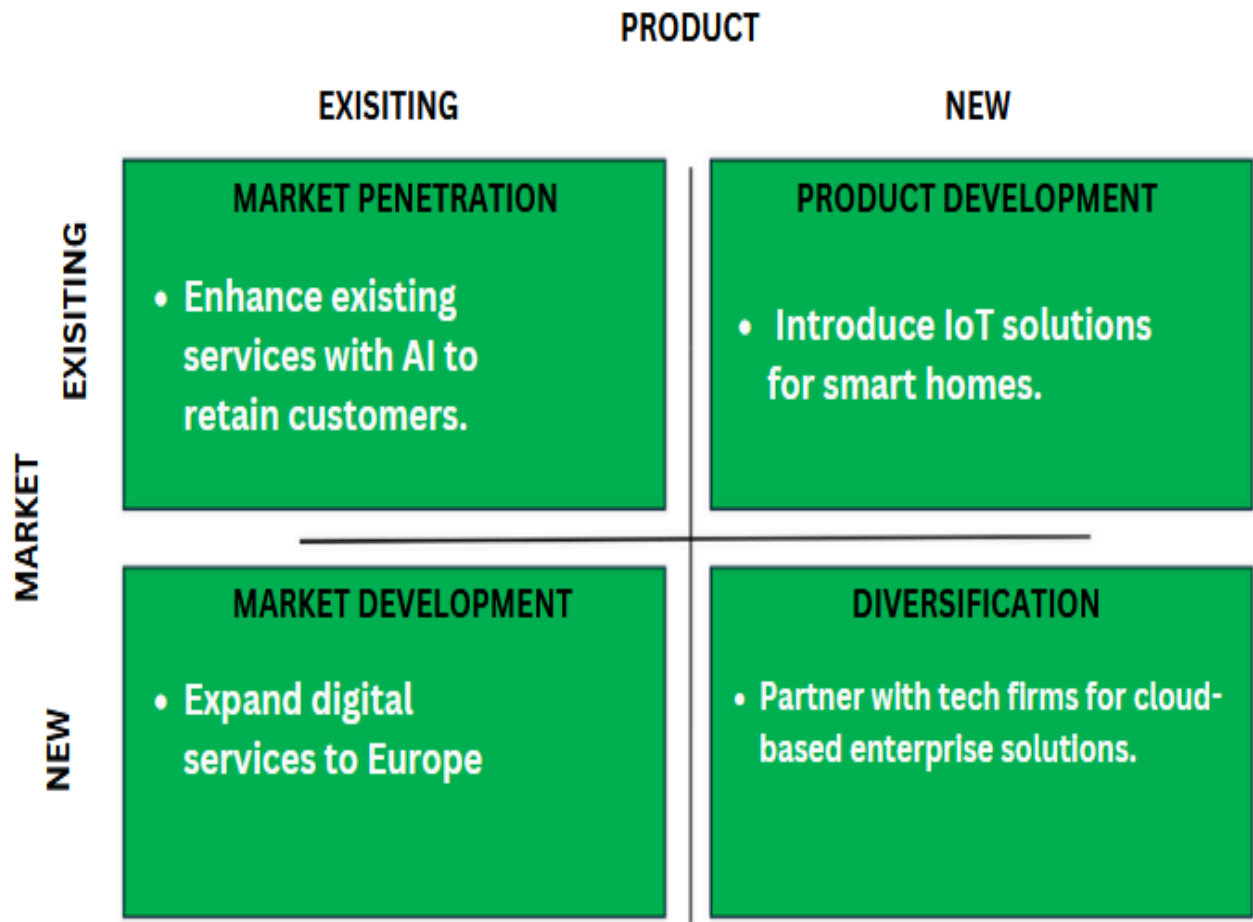 PRODUCT
EXISITING
NEW
MARKET
EXISITING
NEW
MARKET PENETRATION
• Enhance existing
services with AI to
retain customers.
PRODUCT DEVELOPMENT
• Introduce IoT solutions
for smart homes.
MARKET DEVELOPMENT
• Expand digital
services to Europe
DIVERSIFICATION
• Partner with tech firms for cloud-
based enterprise solutions.